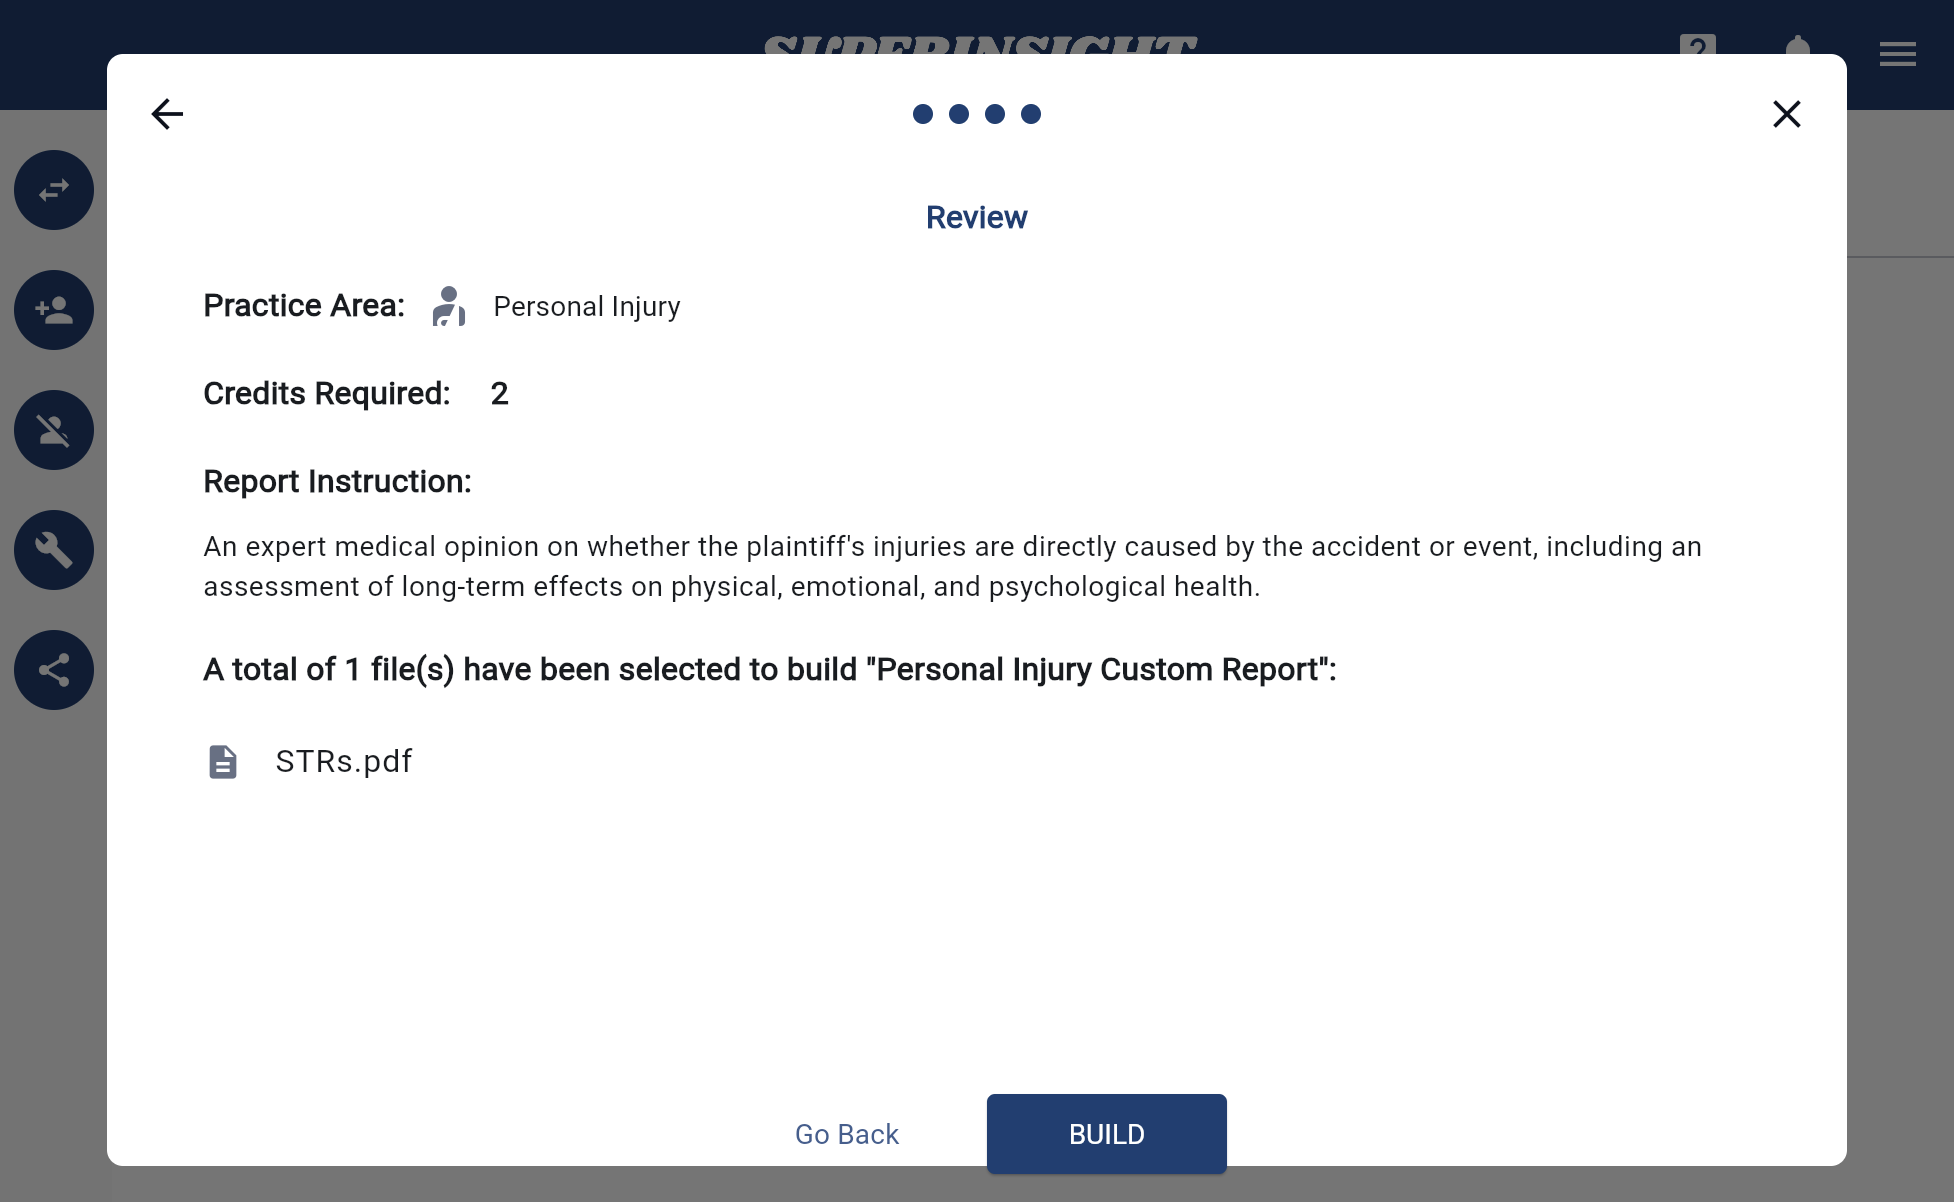 SUPERINSIGHT
Review
Practice Area: Personal Injury
Credits Required: 2
Report Instruction:
An expert medical opinion on whether the plaintiff's injuries are directly caused by the accident or event, including an
assessment of long-term effects on physical, emotional, and psychological health.
A total of 1 file(s) have been selected to build "Personal Injury Custom Report":
STRs.pdf
Go Back
BUILD